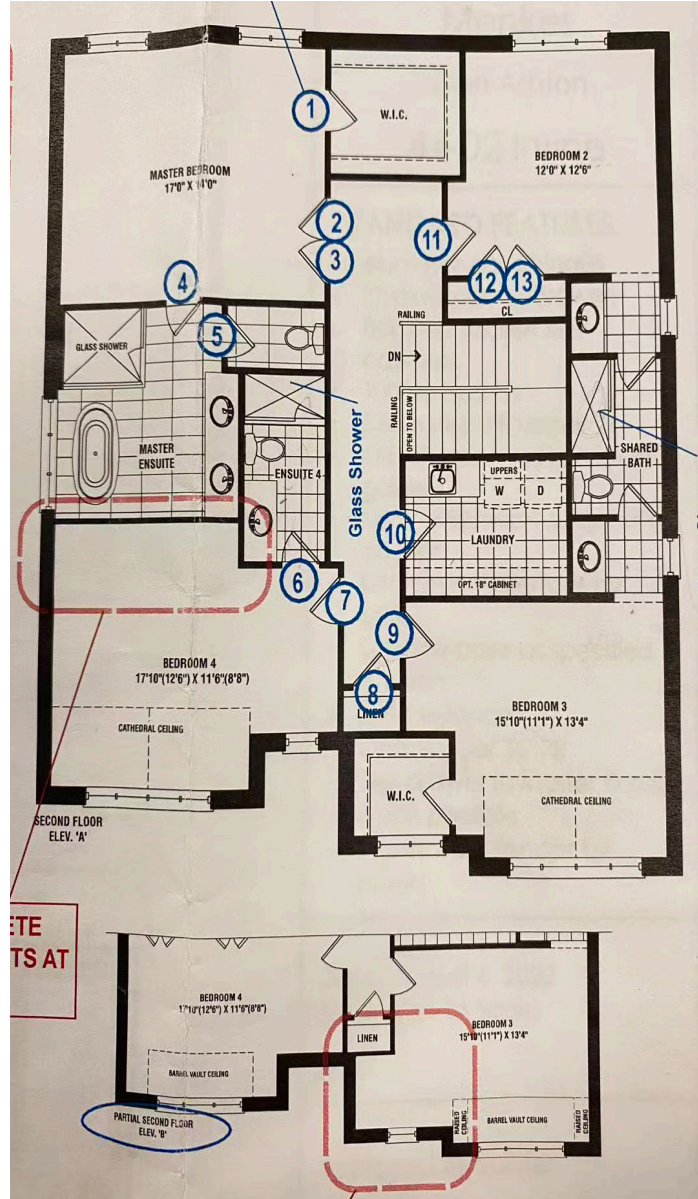 1
W.I.C.
MASTER BEDROOM
17'0" X 14'0"
BEDROOM 2
12'0" X 12'6"
2
11
3
12
13
4
CL
5
RAILING
GLASS SHOWER
DN
RAILING
OPEN TO BELOW
MASTER
ENSUITE
ENSUITE 4
Glass Shower
SHARED
BATH
UPPERS
W
D
10
LAUNDRY
OPT. 18" CABINET
6
7
9
8
LINEN
BEDROOM 4
17'10"(12'6") X 11'6"(8'8")
CATHEDRAL CEILING
BEDROOM 3
15'10"(11'1") X 13'4"
W.I.C.
CATHEDRAL CEILING
SECOND FLOOR
ELEV. 'A'
ETE
TS AT
BEDROOM 4
17'10"(12'6") X 11'6"(8'8")
BARREL VAULT CEILING
LINEN
BEDROOM 3
15'10"(11'1") X 13'4"
RAISED
CEILING
BARREL VAULT CEILING
RAISED
CEILING
PARTIAL SECOND FLOOR
ELEV. 'B'